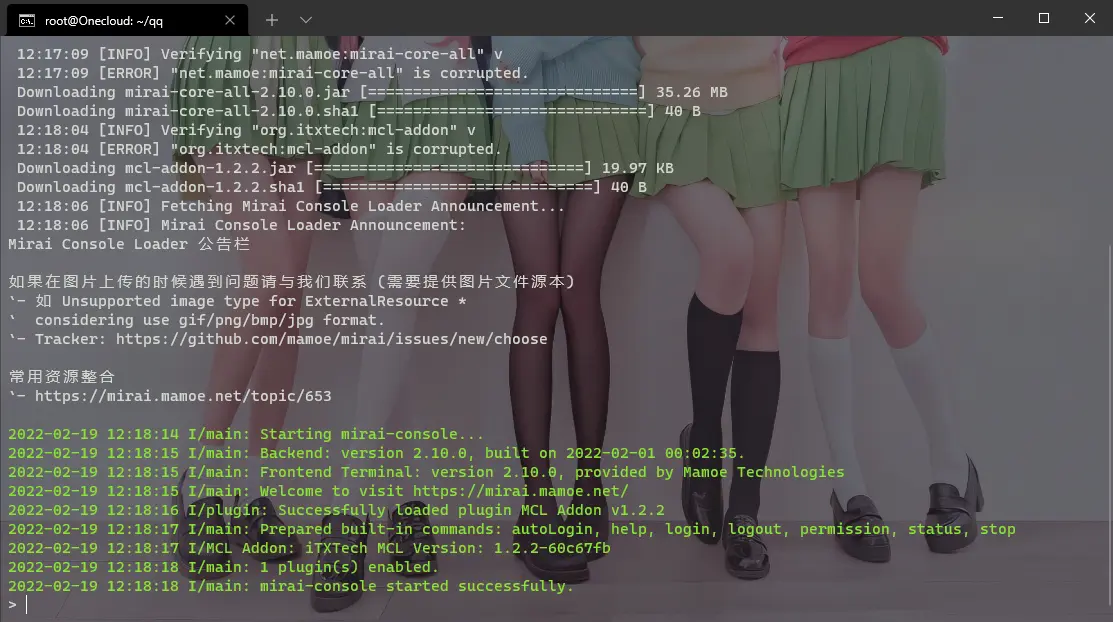 root@Onecloud: ~/qq
12:17:09 [INFO] Verifying "net.mamoe:mirai-core-all" v
12:17:09 [ERROR] "net.mamoe:mirai-core-all" is corrupted.
Downloading mirai-core-all-2.10.0.jar [==============================] 35.26 MB
Downloading mirai-core-all-2.10.0.sha1 [==============================] 40 B
12:18:04 [INFO] Verifying "org.itxtech:mcl-addon" v
12:18:04 [ERROR] "org.itxtech:mcl-addon" is corrupted.
Downloading mcl-addon-1.2.2.jar [==============================] 19.97 KB
Downloading mcl-addon-1.2.2.sha1 [==============================] 40 B
12:18:06 [INFO] Fetching Mirai Console Loader Announcement...
12:18:06 [INFO] Mirai Console Loader Announcement:
Mirai Console Loader 公告栏
如果在图片上传的时候遇到问题请与我们联系 (需要提供图片文件源本)
`- 如 Unsupported image type for ExternalResource *
`  considering use gif/png/bmp/jpg format.
`- Tracker: https://github.com/mamoe/mirai/issues/new/choose
常用资源整合
`- https://mirai.mamoe.net/topic/653
2022-02-19 12:18:14 I/main: Starting mirai-console...
2022-02-19 12:18:15 I/main: Backend: version 2.10.0, built on 2022-02-01 00:02:35.
2022-02-19 12:18:15 I/main: Frontend Terminal: version 2.10.0, provided by Mamoe Technologies
2022-02-19 12:18:15 I/main: Welcome to visit https://mirai.mamoe.net/
2022-02-19 12:18:16 I/plugin: Successfully loaded plugin MCL Addon v1.2.2
2022-02-19 12:18:17 I/main: Prepared built-in commands: autoLogin, help, login, logout, permission, status, stop
2022-02-19 12:18:17 I/MCL Addon: iTXTech MCL Version: 1.2.2-60c67fb
2022-02-19 12:18:18 I/main: 1 plugin(s) enabled.
2022-02-19 12:18:18 I/main: mirai-console started successfully.
>